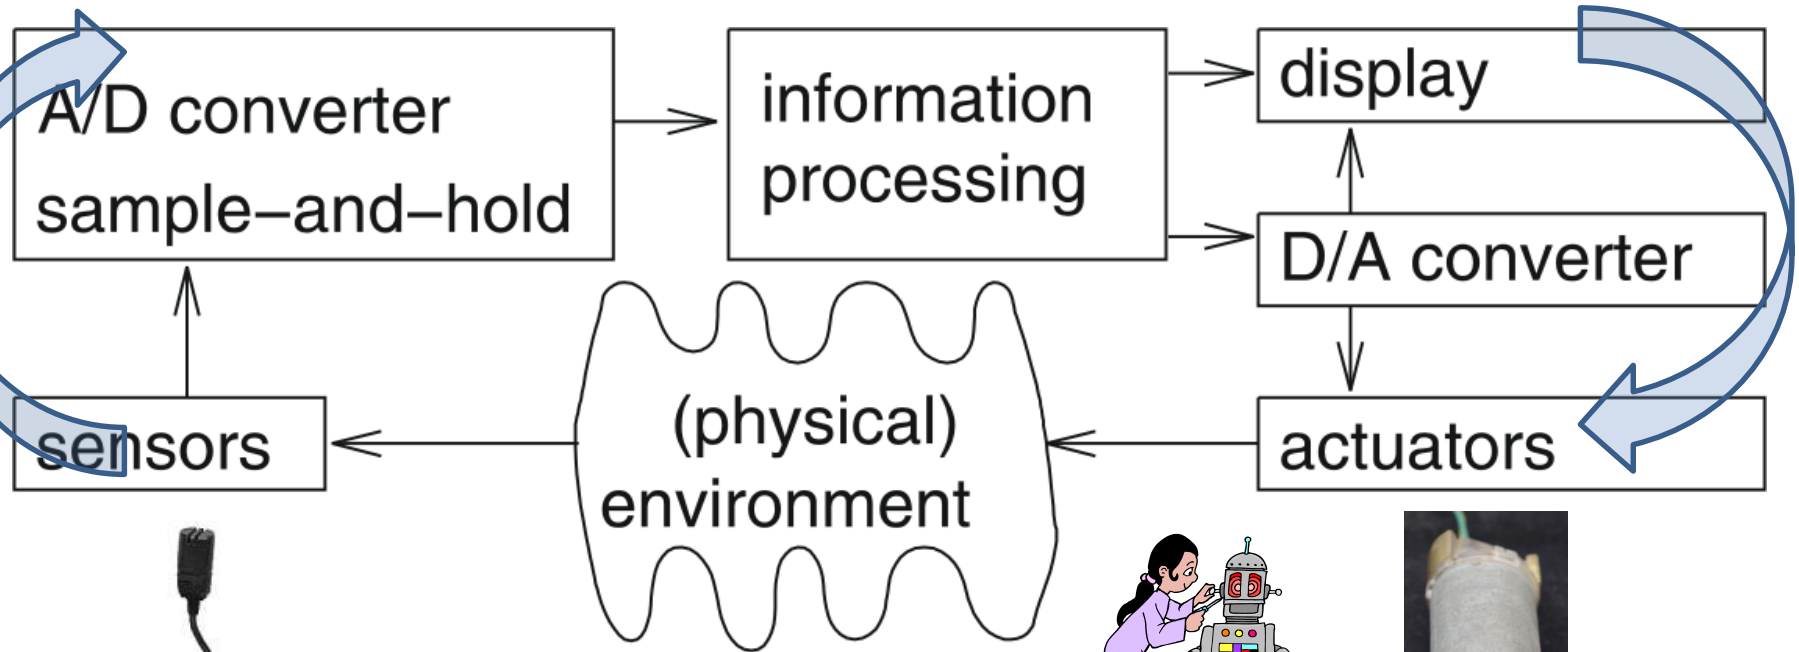 A/D converter
sample–and–hold
information
processing
display
D/A converter
sensors
(physical)
environment
actuators